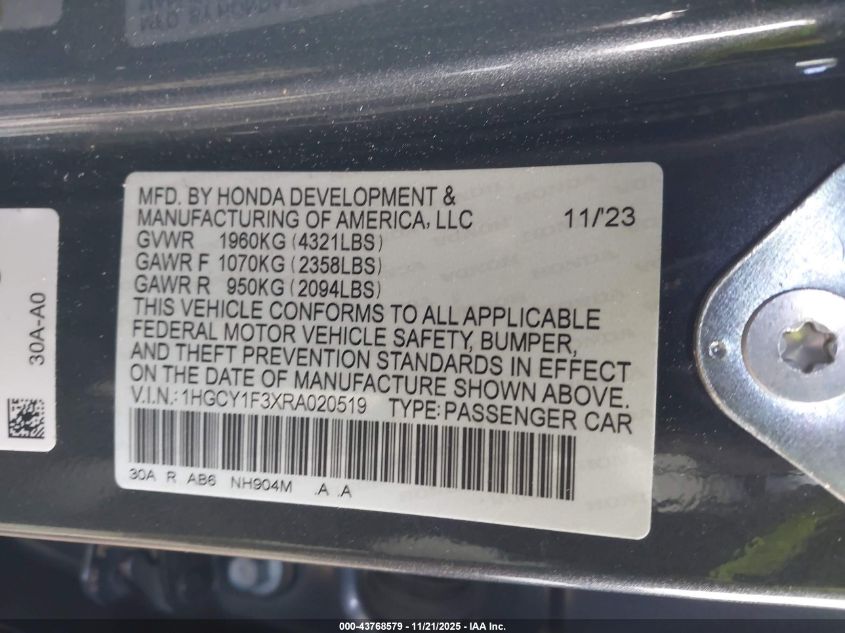 MFD. BY HONDA DEVELOPMENT &
MANUFACTURING OF AMERICA, LLC 11/'23
GVWR 1960KG (4321LBS)
GAWR F 1070KG (2358LBS)
GAWR R 950KG (2094LBS)
THIS VEHICLE CONFORMS TO ALL APPLICABLE
FEDERAL MOTOR VEHICLE SAFETY, BUMPER,
AND THEFT PREVENTION STANDARDS IN EFFECT
ON THE DATE OF MANUFACTURE SHOWN ABOVE.
V.I.N.: 1HGCY1F3XRA020519 TYPE: PASSENGER CAR
30A R AB6 NH904M .A .A
30A-A0
000-43768579 - 11/21/2025 - IAA Inc.